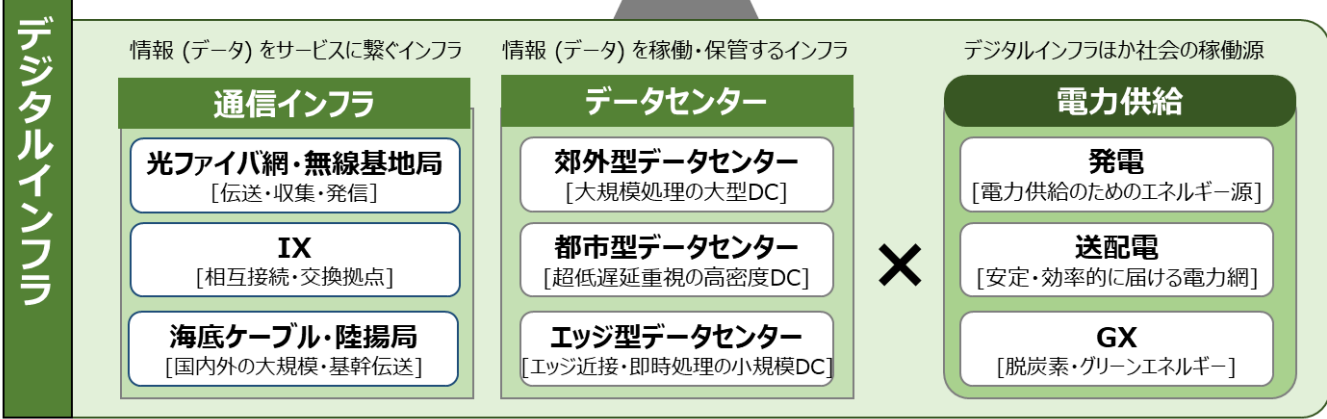 デジタルインフラ
情報 (データ) をサービスに繋ぐインフラ
通信インフラ
光ファイバ網・無線基地局
[伝送・収集・発信]
IX
[相互接続・交換拠点]
海底ケーブル・陸揚局
[国内外の大規模・基幹伝送]
情報 (データ) を稼働・保管するインフラ
データセンター
郊外型データセンター
[大規模処理の大型DC]
都市型データセンター
[超低遅延重視の高密度DC]
エッジ型データセンター
[エッジ近接・即時処理の小規模DC]
×
デジタルインフラほか社会の稼働源
電力供給
発電
[電力供給のためのエネルギー源]
送配電
[安定・効率的に届ける電力網]
GX
[脱炭素・グリーンエネルギー]